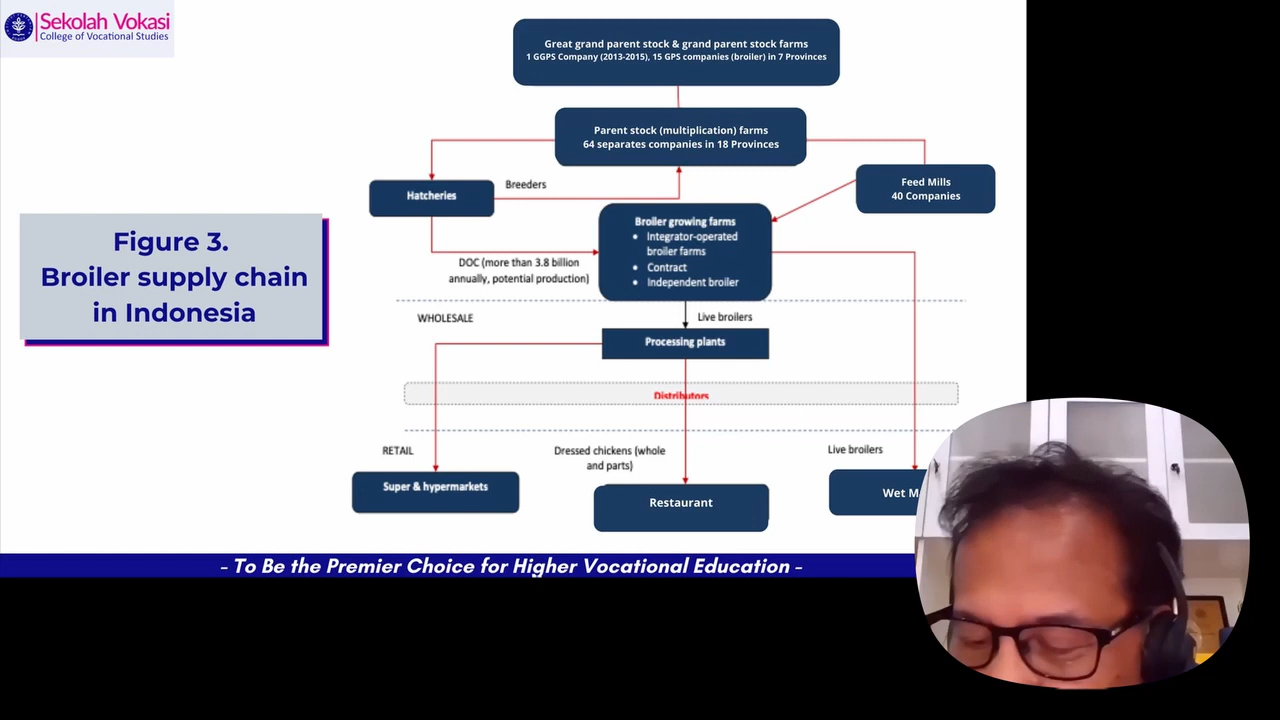 Sekolah Vokasi
College of Vocational Studies
Great grand parent stock & grand parent stock farms
1 GGPS Company (2013-2015), 15 GPS companies (broiler) in 7 Provinces
Parent stock (multiplication) farms
64 separates companies in 18 Provinces
Hatcheries
Breeders
Feed Mills
40 Companies
Figure 3.
Broiler supply chain
in Indonesia
Broiler growing farms
• Integrator-operated
broiler farms
• Contract
• Independent broiler
DOC (more than 3.8 billion
annually, potential production)
WHOLESALE
Live broilers
Processing plants
Distributors
RETAIL
Dressed chickens (whole
and parts)
Live broilers
Super & hypermarkets
Restaurant
Wet
- To Be the Premier Choice for Higher Vocational Education -